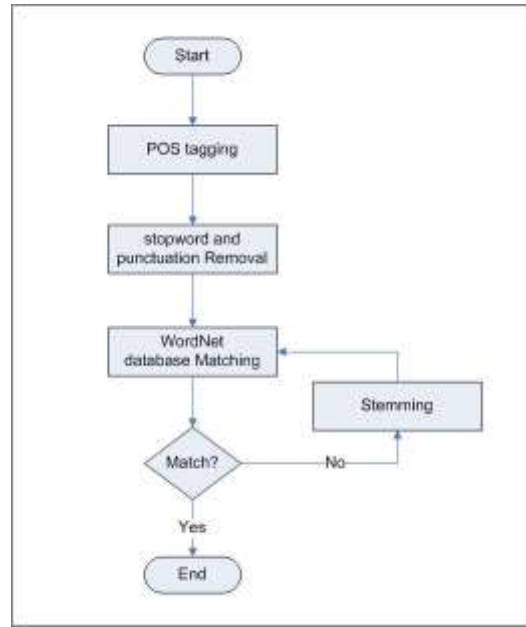 Start
POS tagging
stopword and
punctuation Removal
WordNet
database Matching
Stemming
Match?
No
Yes
End